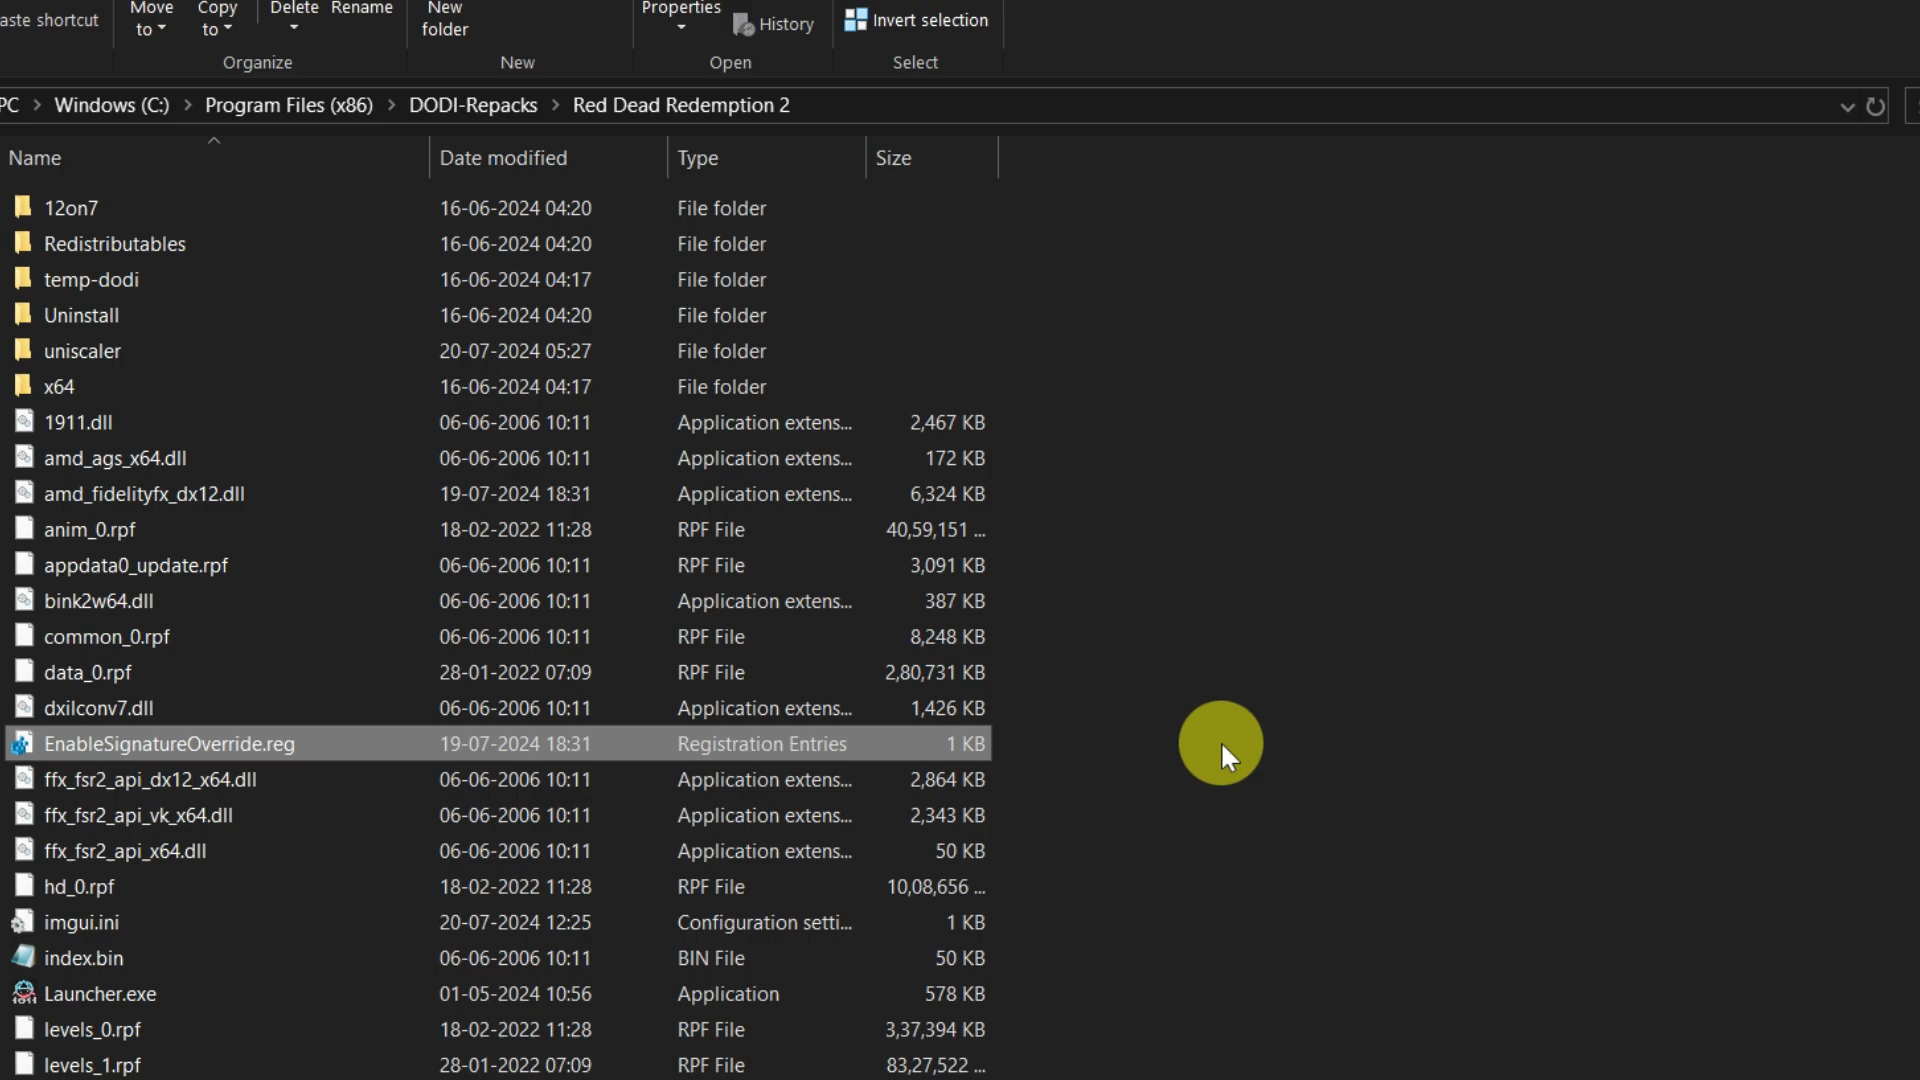 aste shortcut
Move to
Copy to
Delete
Rename
New folder
Properties
History
Invert selection
Organize
New
Open
Select
PC > Windows (C:) > Program Files (x86) > DODI-Repacks > Red Dead Redemption 2
Name Date modified Type Size
12on7 16-06-2024 04:20 File folder
Redistributables 16-06-2024 04:20 File folder
temp-dodi 16-06-2024 04:17 File folder
Uninstall 16-06-2024 04:20 File folder
uniscaler 20-07-2024 05:27 File folder
x64 16-06-2024 04:17 File folder
1911.dll 06-06-2006 10:11 Application extens... 2,467 KB
amd_ags_x64.dll 06-06-2006 10:11 Application extens... 172 KB
amd_fidelityfx_dx12.dll 19-07-2024 18:31 Application extens... 6,324 KB
anim_0.rpf 18-02-2022 11:28 RPF File 40,59,151 ...
appdata0_update.rpf 06-06-2006 10:11 RPF File 3,091 KB
bink2w64.dll 06-06-2006 10:11 Application extens... 387 KB
common_0.rpf 06-06-2006 10:11 RPF File 8,248 KB
data_0.rpf 28-01-2022 07:09 RPF File 2,80,731 KB
dxilconv7.dll 06-06-2006 10:11 Application extens... 1,426 KB
EnableSignatureOverride.reg 19-07-2024 18:31 Registration Entries 1 KB
ffx_fsr2_api_dx12_x64.dll 06-06-2006 10:11 Application extens... 2,864 KB
ffx_fsr2_api_vk_x64.dll 06-06-2006 10:11 Application extens... 2,343 KB
ffx_fsr2_api_x64.dll 06-06-2006 10:11 Application extens... 50 KB
hd_0.rpf 18-02-2022 11:28 RPF File 10,08,656 ...
imgui.ini 20-07-2024 12:25 Configuration setti... 1 KB
index.bin 06-06-2006 10:11 BIN File 50 KB
Launcher.exe 01-05-2024 10:56 Application 578 KB
levels_0.rpf 18-02-2022 11:28 RPF File 3,37,394 KB
levels_1.rpf 28-01-2022 07:09 RPF File 83,27,522 ...